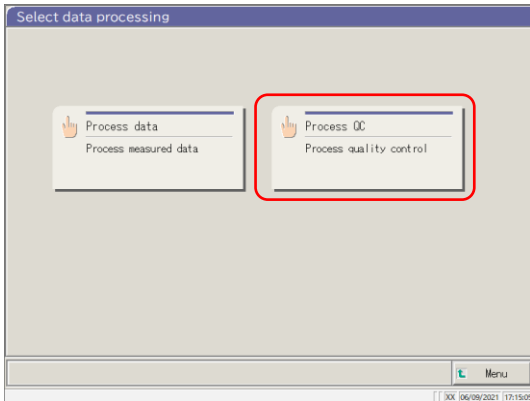 Select data processing
Process data
Process measured data
Process QC
Process quality control
Menu
XX 06/09/2021 17:15:0